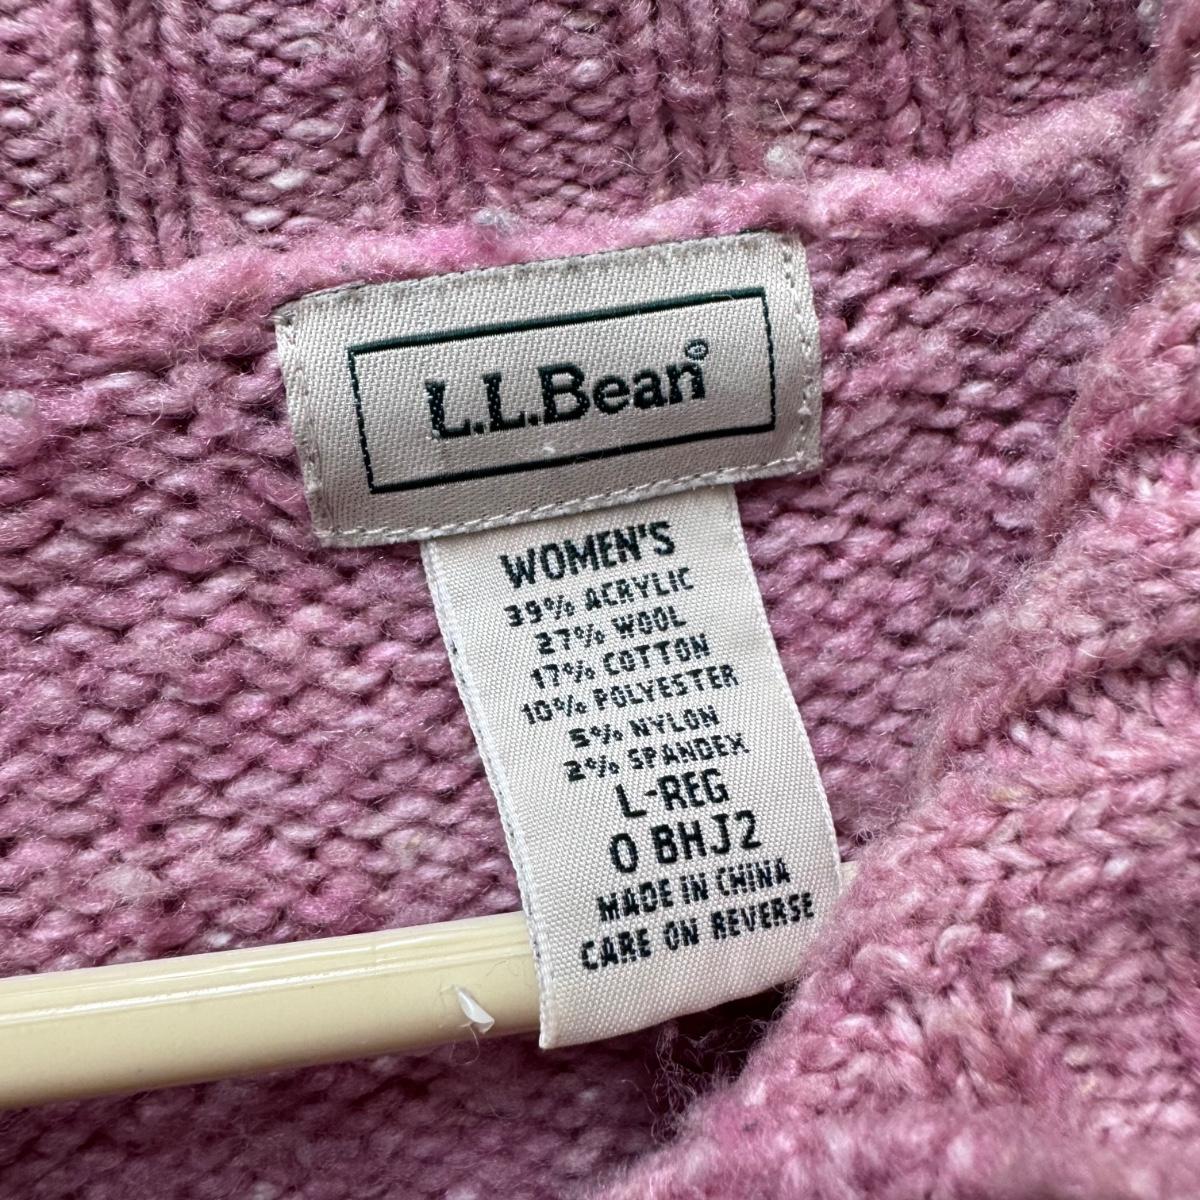 L.L.Bean®
WOMEN'S
39% ACRYLIC
27% WOOL
17% COTTON
10% POLYESTER
5% NYLON
2% SPANDEX
L-REG
0 BHJ2
MADE IN CHINA
CARE ON REVERSE